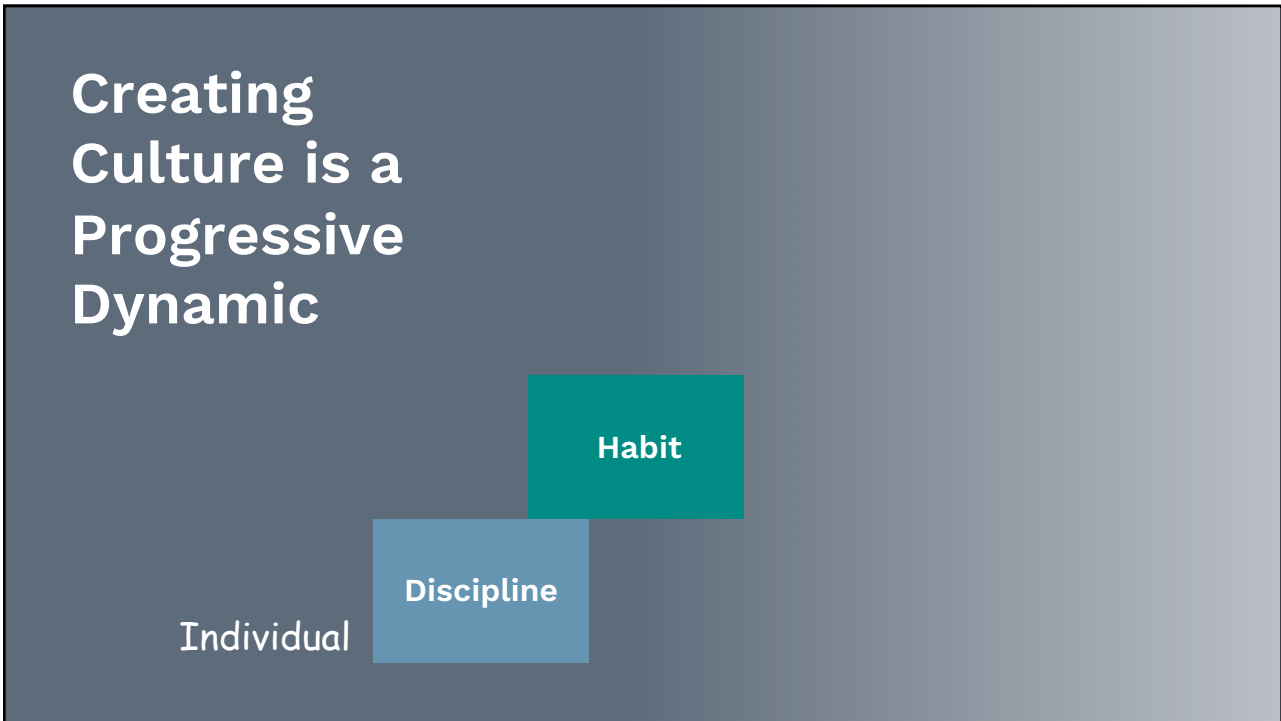 Creating
Culture is a
Progressive
Dynamic
Habit
Discipline
Individual